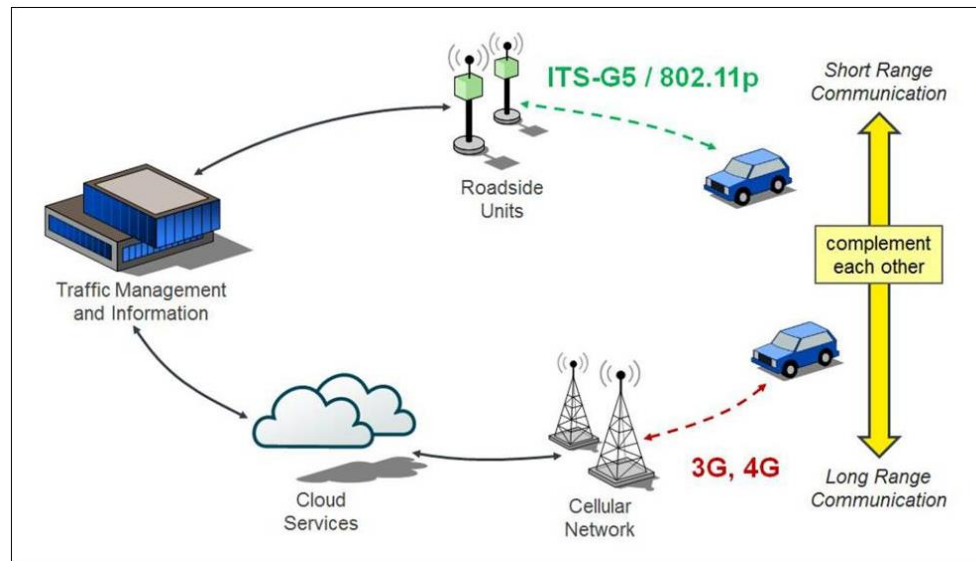 ITS-G5 / 802.11p
Short Range
Communication
Roadside
Units
complement
each other
Traffic Management
and Information
3G, 4G
Long Range
Communication
Cloud
Services
Cellular
Network